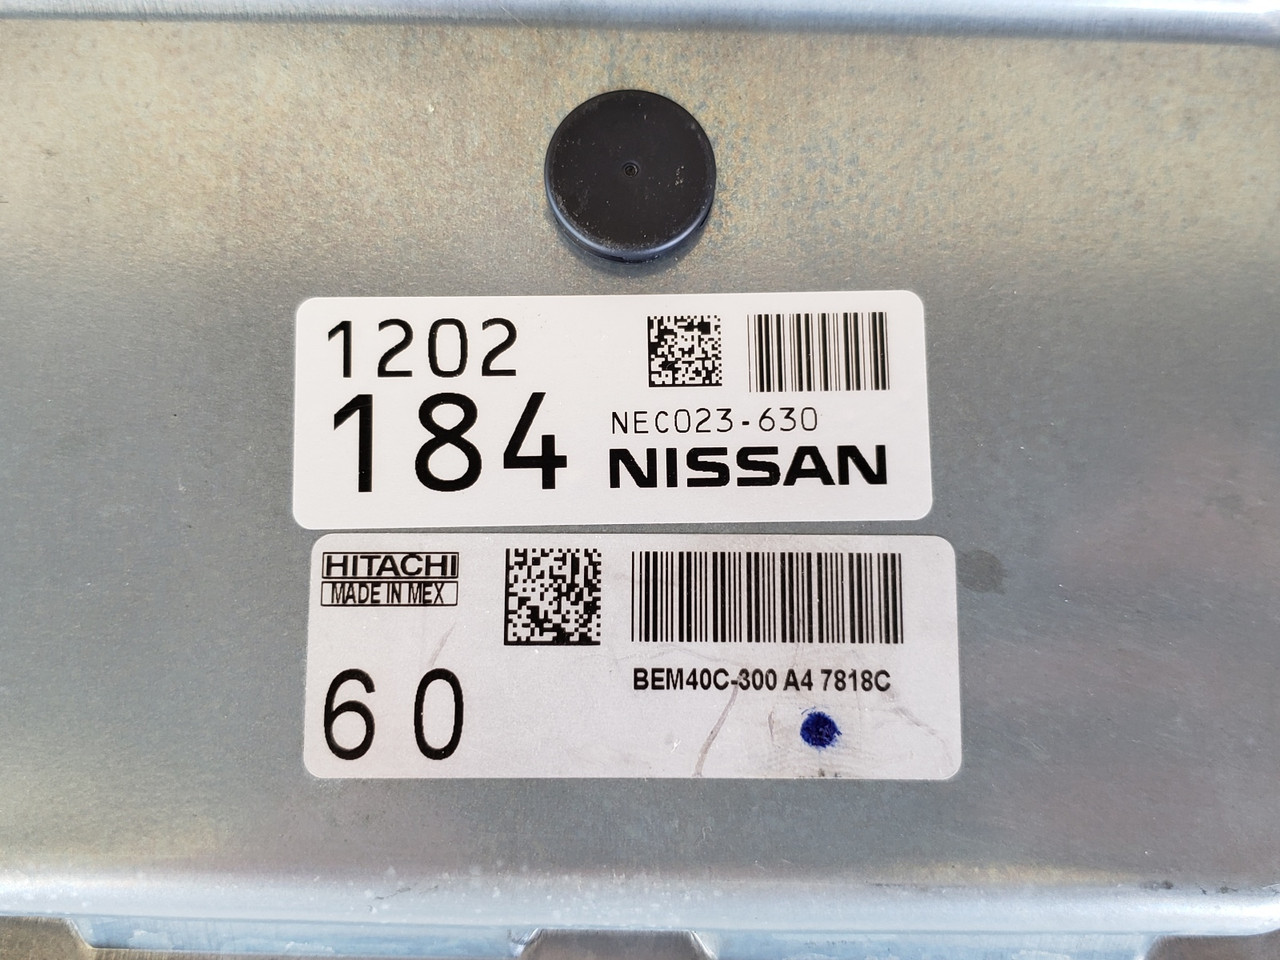 1202
184
NEC023-630
NISSAN
HITACHI
MADE IN MEX
60
BEM40C-300 A4 7818C